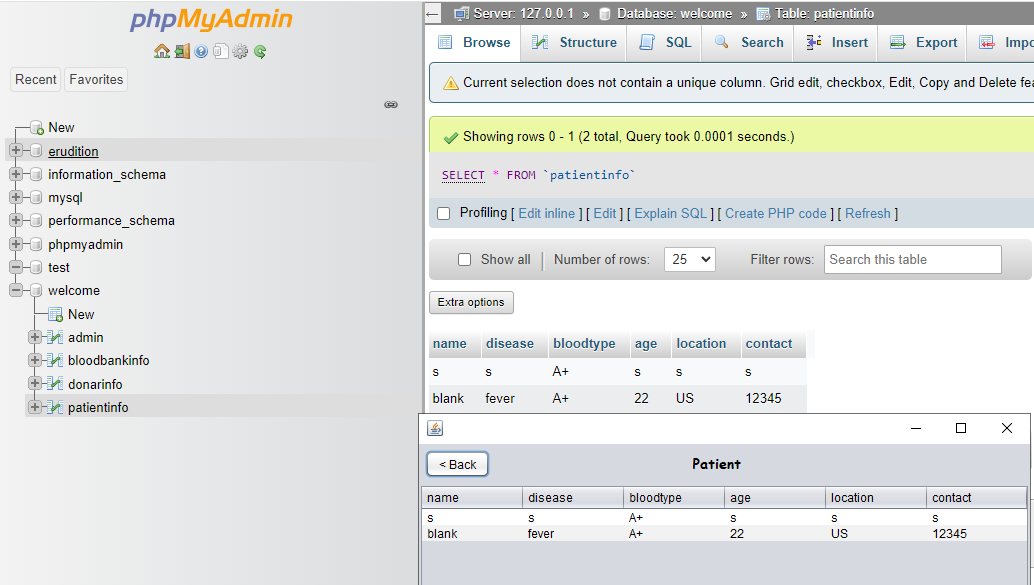 phpMyAdmin
Recent Favorites
New
erudition
information_schema
mysql
performance_schema
phpmyadmin
test
welcome
New
admin
bloodbankinfo
donarinfo
patientinfo
Server: 127.0.0.1 » Database: welcome » Table: patientinfo
Browse Structure SQL Search Insert Export Impo
Current selection does not contain a unique column. Grid edit, checkbox, Edit, Copy and Delete fea
Showing rows 0 - 1 (2 total, Query took 0.0001 seconds.)
SELECT * FROM `patientinfo`
Profiling [ Edit inline ] [ Edit ] [ Explain SQL ] [ Create PHP code ] [ Refresh ]
Show all | Number of rows: 25 Filter rows: Search this table
Extra options
name disease bloodtype age location contact
s s A+ s s s
blank fever A+ 22 US 12345
< Back Patient
name disease bloodtype age location contact
s s A+ s s s
blank fever A+ 22 US 12345